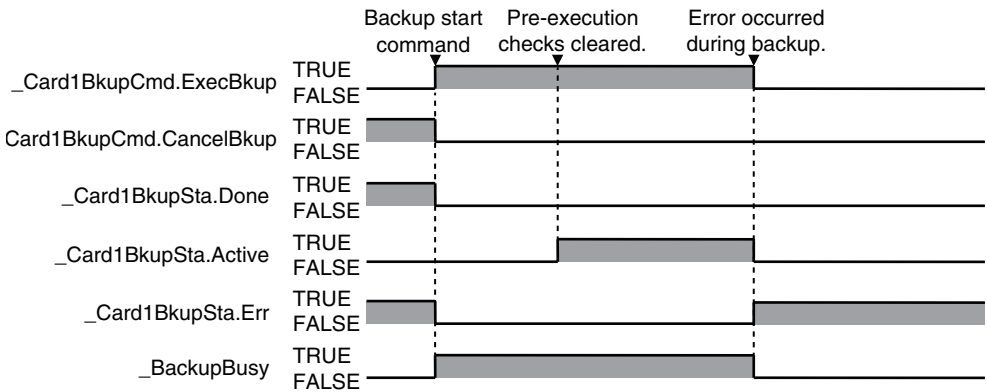 Backup start
command
Pre-execution
checks cleared.
Error occurred
during backup.
_Card1BkupCmd.ExecBkup
TRUE
FALSE
Card1BkupCmd.CancelBkup
TRUE
FALSE
_Card1BkupSta.Done
TRUE
FALSE
_Card1BkupSta.Active
TRUE
FALSE
_Card1BkupSta.Err
TRUE
FALSE
_BackupBusy
TRUE
FALSE